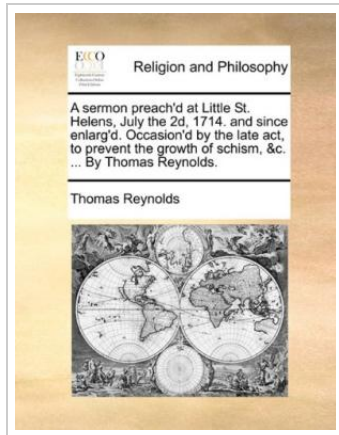 ECCO
Religion and Philosophy
A sermon preach'd at Little St.
Helens, July the 2d, 1714. and since
enlarg'd. Occasion'd by the late act,
to prevent the growth of schism, &c.
... By Thomas Reynolds.
Thomas Reynolds